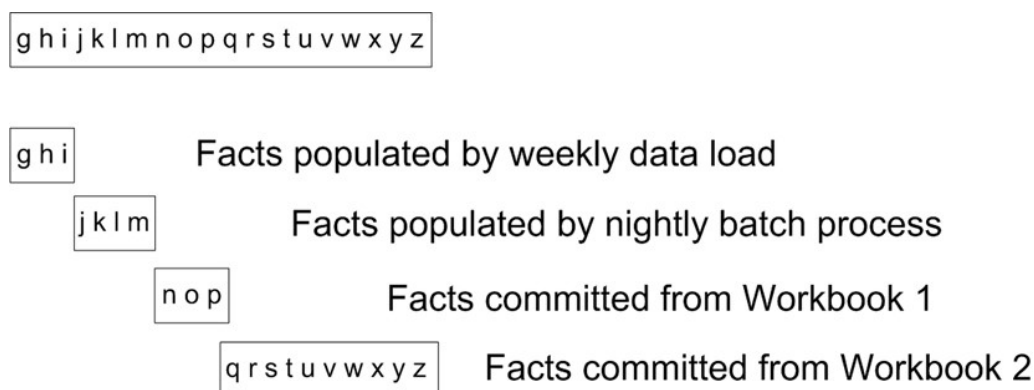 g h i j k l m n o p q r s t u v w x y z
g h i Facts populated by weekly data load
j k l m Facts populated by nightly batch process
n o p Facts committed from Workbook 1
q r s t u v w x y z Facts committed from Workbook 2